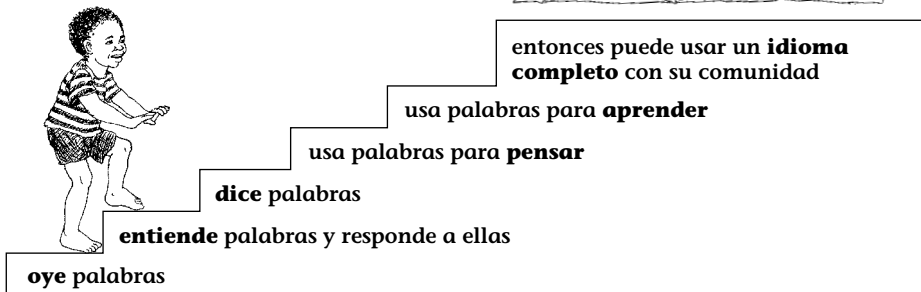 entonces puede usar un idioma
completo con su comunidad
usa palabras para aprender
usa palabras para pensar
dice palabras
entiende palabras y responde a ellas
oye palabras